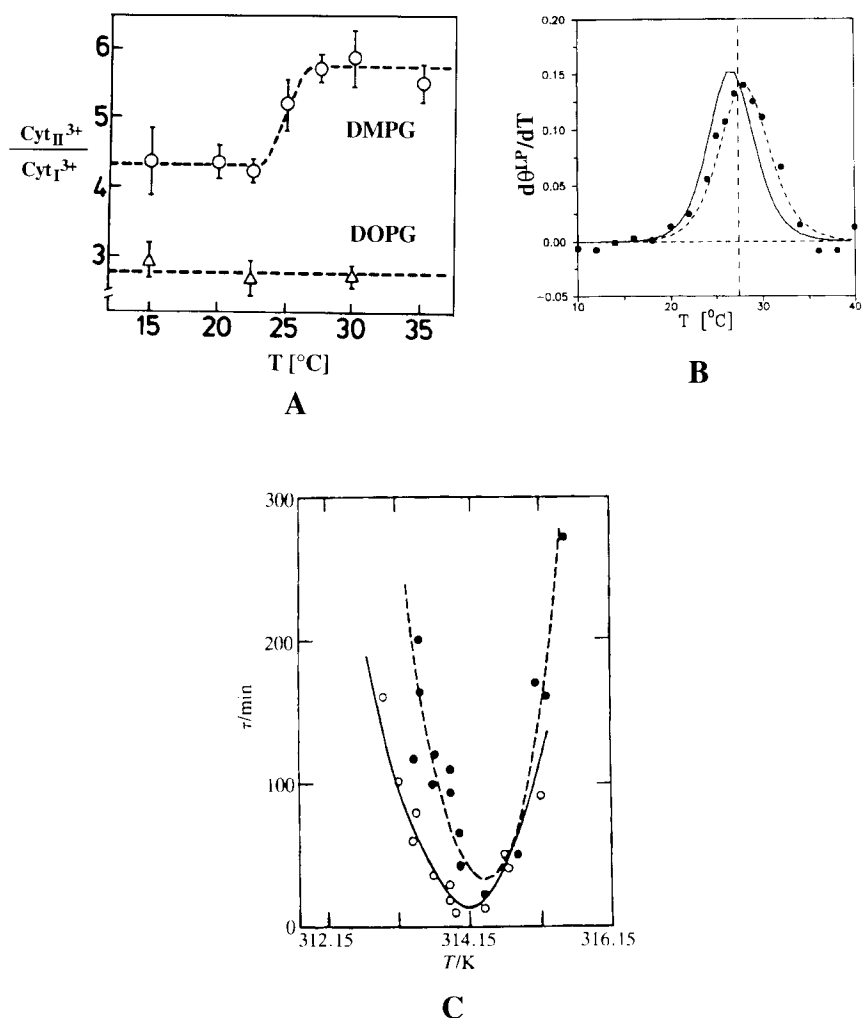 6
5
4
3
Cyt_II^3+
Cyt_I^3+
DMPG
DOPG
15 20 25 30 35
T [°C]
A
0.20
0.15
0.10
0.05
0.00
−0.05
dθ^LP/dT
10 20 30 40
T [°C]
B
300
200
100
0
τ/min
312.15 314.15 316.15
T/K
C